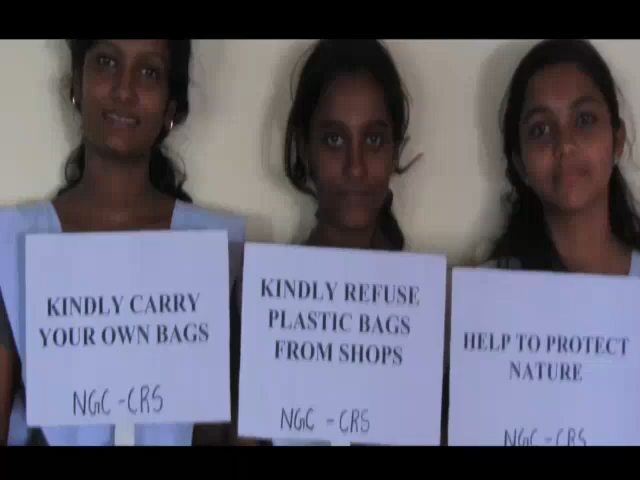 KINDLY CARRY
YOUR OWN BAGS
NGC - CRS
KINDLY REFUSE
PLASTIC BAGS
FROM SHOPS
NGC - CRS
HELP TO PROTECT
NATURE
NGC - CRS